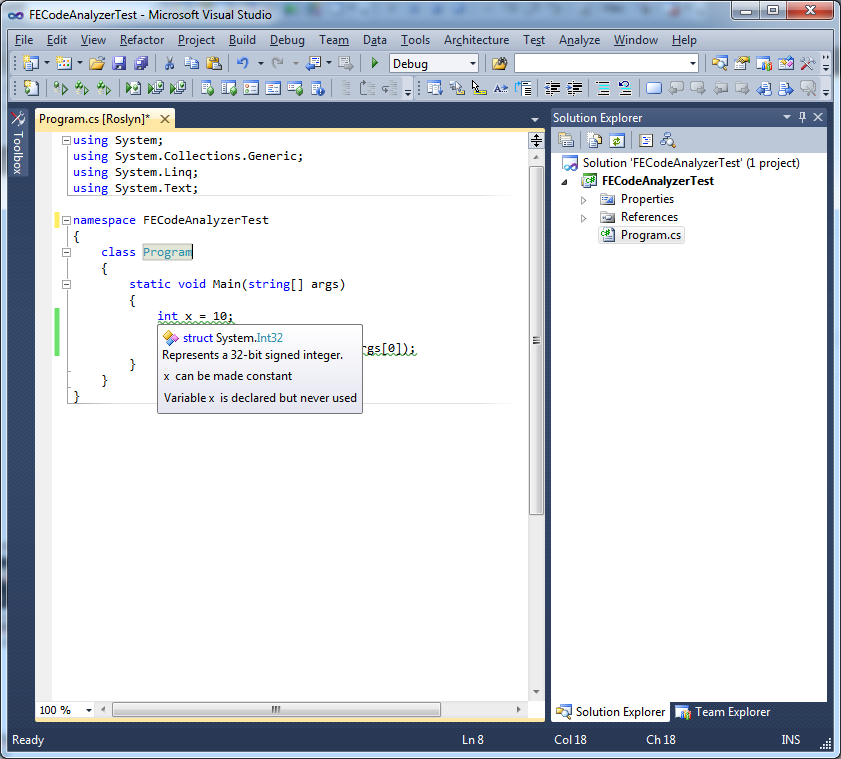 FECodeAnalyzerTest - Microsoft Visual Studio
File Edit View Refactor Project Build Debug Team Data Tools Architecture Test Analyze Window Help
Debug
Toolbox
Program.cs [Roslyn]*
using System;
using System.Collections.Generic;
using System.Linq;
using System.Text;
namespace FECodeAnalyzerTest
{
class Program
{
static void Main(string[] args)
{
int x = 10;
struct System.Int32
Represents a 32-bit signed integer.
x can be made constant
Variable x is declared but never used
rgs[0]);
}
}
}
100 %
Solution Explorer
Solution 'FECodeAnalyzerTest' (1 project)
FECodeAnalyzerTest
Properties
References
Program.cs
Solution Explorer Team Explorer
Ready Ln 8 Col 18 Ch 18 INS